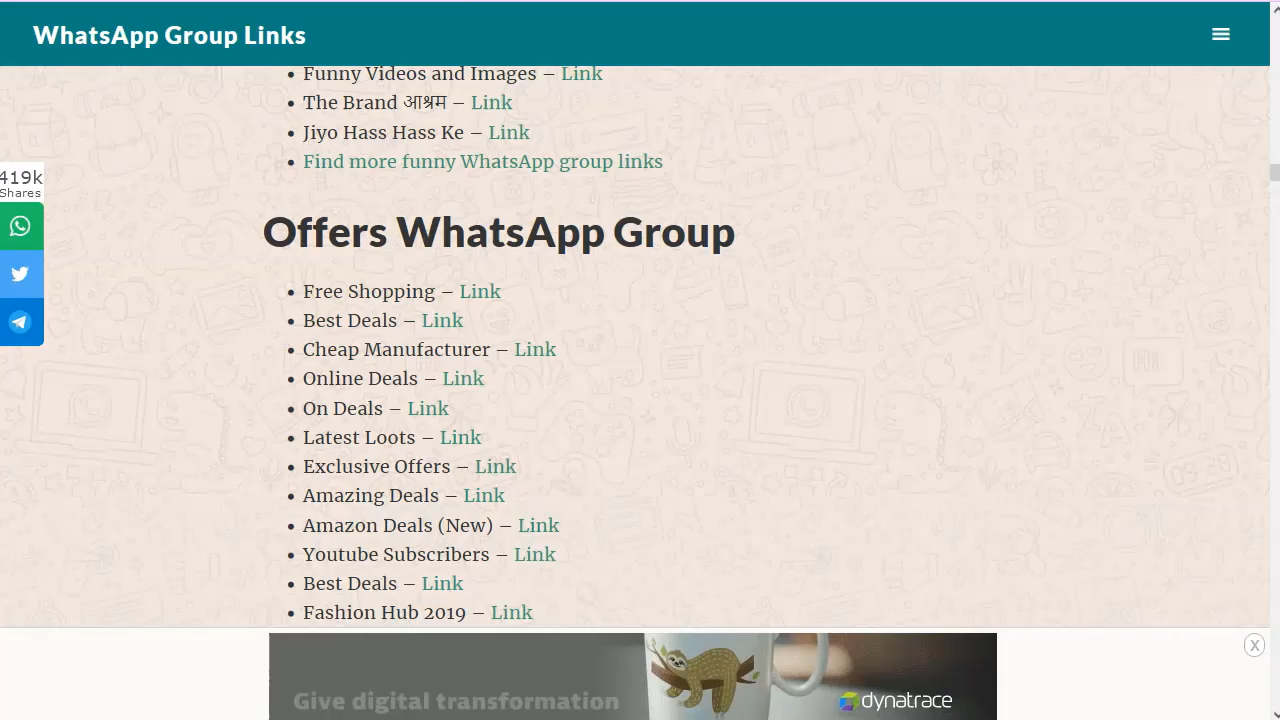 WhatsApp Group Links
Funny Videos and Images – Link
The Brand आश्रम – Link
Jiyo Hass Hass Ke – Link
Find more funny WhatsApp group links
419k
Shares
Offers WhatsApp Group
Free Shopping – Link
Best Deals – Link
Cheap Manufacturer – Link
Online Deals – Link
On Deals – Link
Latest Loots – Link
Exclusive Offers – Link
Amazing Deals – Link
Amazon Deals (New) – Link
Youtube Subscribers – Link
Best Deals – Link
Fashion Hub 2019 – Link
X
Give digital transformation
dynatrace